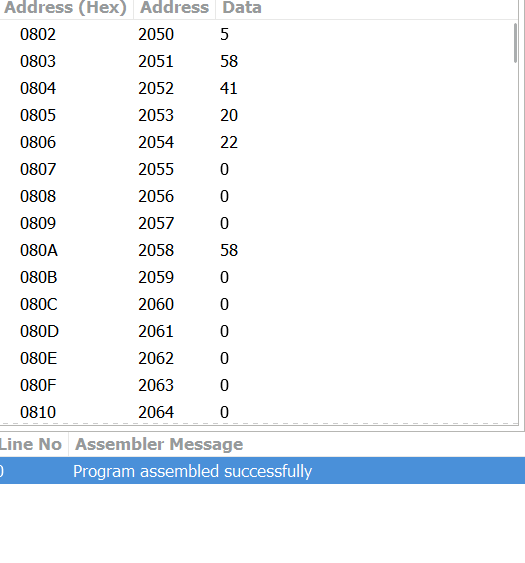 Address (Hex) Address Data
0802 2050 5
0803 2051 58
0804 2052 41
0805 2053 20
0806 2054 22
0807 2055 0
0808 2056 0
0809 2057 0
080A 2058 58
080B 2059 0
080C 2060 0
080D 2061 0
080E 2062 0
080F 2063 0
0810 2064 0
Line No Assembler Message
0 Program assembled successfully